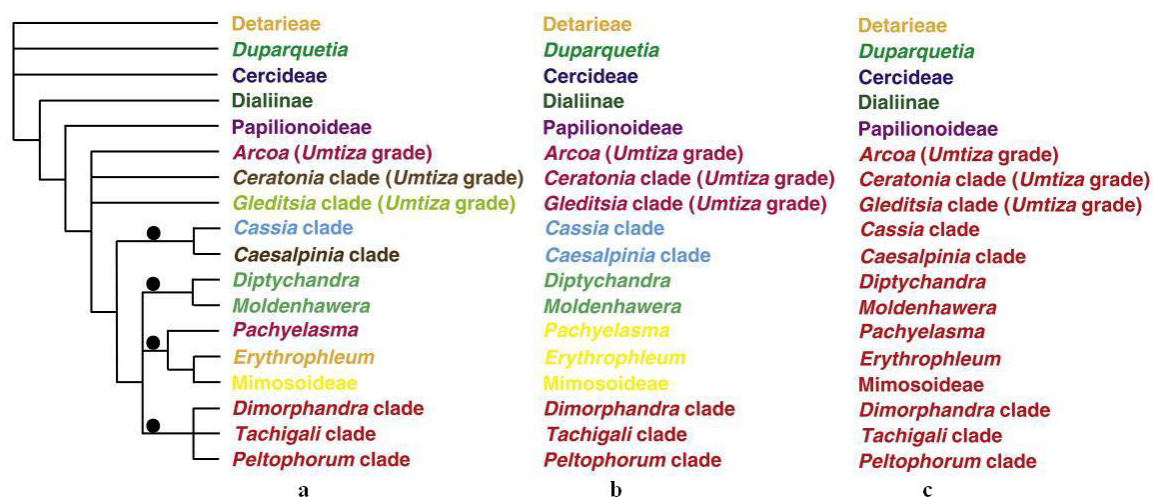 Detarieae Detarieae Detarieae
Duparquetia Duparquetia Duparquetia
Cercideae Cercideae Cercideae
Dialiinae Dialiinae Dialiinae
Papilionoideae Papilionoideae Papilionoideae
Arcoa (Umtiza grade) Arcoa (Umtiza grade) Arcoa (Umtiza grade)
Ceratonia clade (Umtiza grade) Ceratonia clade (Umtiza grade) Ceratonia clade (Umtiza grade)
Gleditsia clade (Umtiza grade) Gleditsia clade (Umtiza grade) Gleditsia clade (Umtiza grade)
Cassia clade Cassia clade Cassia clade
Caesalpinia clade Caesalpinia clade Caesalpinia clade
Diptychandra Diptychandra Diptychandra
Moldenhawera Moldenhawera Moldenhawera
Pachyelasma Pachyelasma Pachyelasma
Erythrophleum Erythrophleum Erythrophleum
Mimosoideae Mimosoideae Mimosoideae
Dimorphandra clade Dimorphandra clade Dimorphandra clade
Tachigali clade Tachigali clade Tachigali clade
Peltophorum clade Peltophorum clade Peltophorum clade
a b c